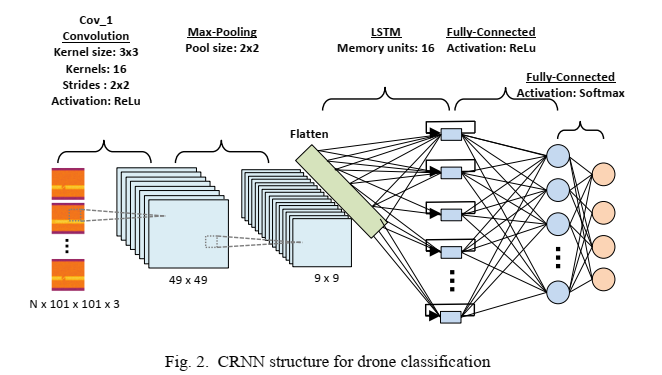 Cov_1
Convolution
Kernel size: 3x3
Kernels: 16
Strides : 2x2
Activation: ReLu
Max-Pooling
Pool size: 2x2
LSTM
Memory units: 16
Fully-Connected
Activation: ReLu
Fully-Connected
Activation: Softmax
Flatten
49 x 49
9 x 9
N x 101 x 101 x 3
Fig. 2. CRNN structure for drone classification